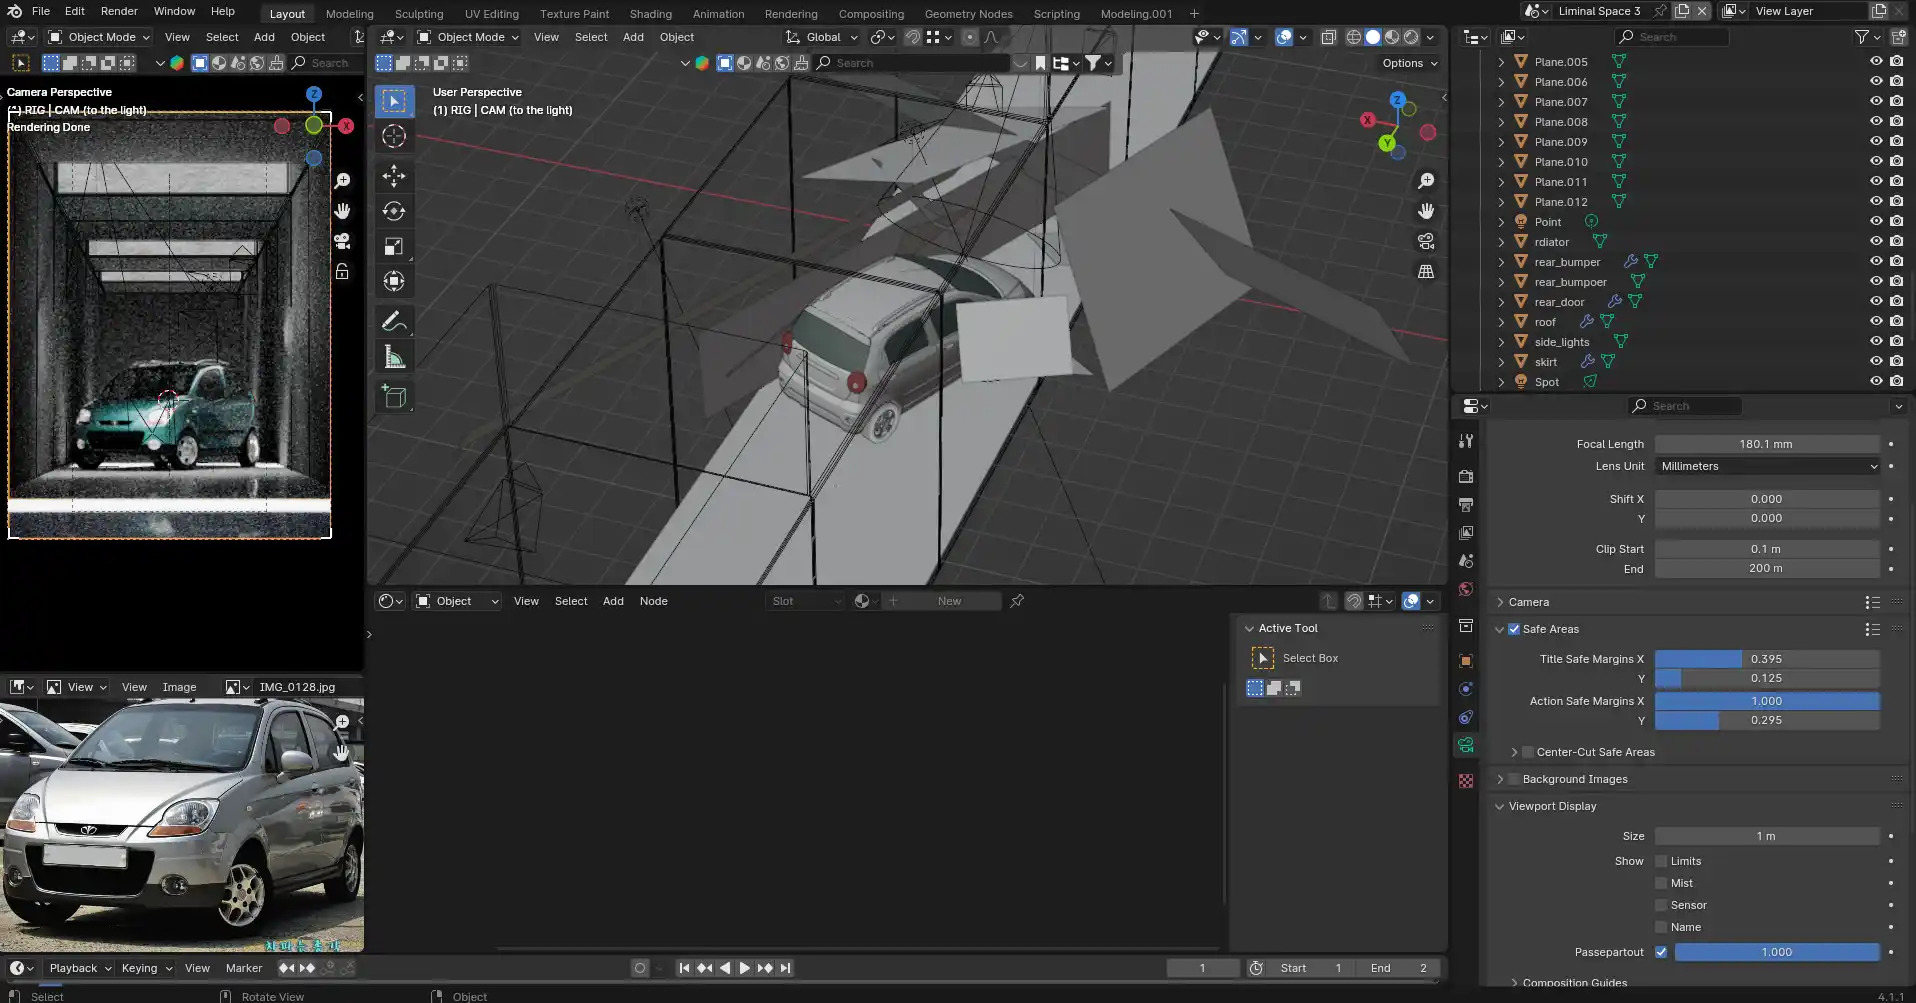 File Edit Render Window Help
Layout Modeling Sculpting UV Editing Texture Paint Shading Animation Rendering Compositing Geometry Nodes Scripting Modeling.001 +
Liminal Space 3
View Layer
Object Mode View Select Add Object
Search
Camera Perspective
(1) RIG | CAM (to the light)
Rendering Done
Z
X
Object Mode View Select Add Object
Global
Search
Options
User Perspective
(1) RIG | CAM (to the light)
Z
X
Y
Search
Plane.005
Plane.006
Plane.007
Plane.008
Plane.009
Plane.010
Plane.011
Plane.012
Point
rdiator
rear_bumper
rear_bumpoer
rear_door
roof
side_lights
skirt
Spot
Search
Focal Length 180.1 mm
Lens Unit Millimeters
Shift X 0.000
Y 0.000
Clip Start 0.1 m
End 200 m
Camera
Safe Areas
Title Safe Margins X 0.395
Y 0.125
Action Safe Margins X 1.000
Y 0.295
Center-Cut Safe Areas
Background Images
Viewport Display
Size 1 m
Show Limits
Mist
Sensor
Name
Passepartout 1.000
Composition Guides
Object View Select Add Node Slot New
Active Tool
Select Box
View View Image IMG_0128.jpg
Playback Keying View Marker
1 Start 1 End 2
Select Rotate View Object
4.1.1